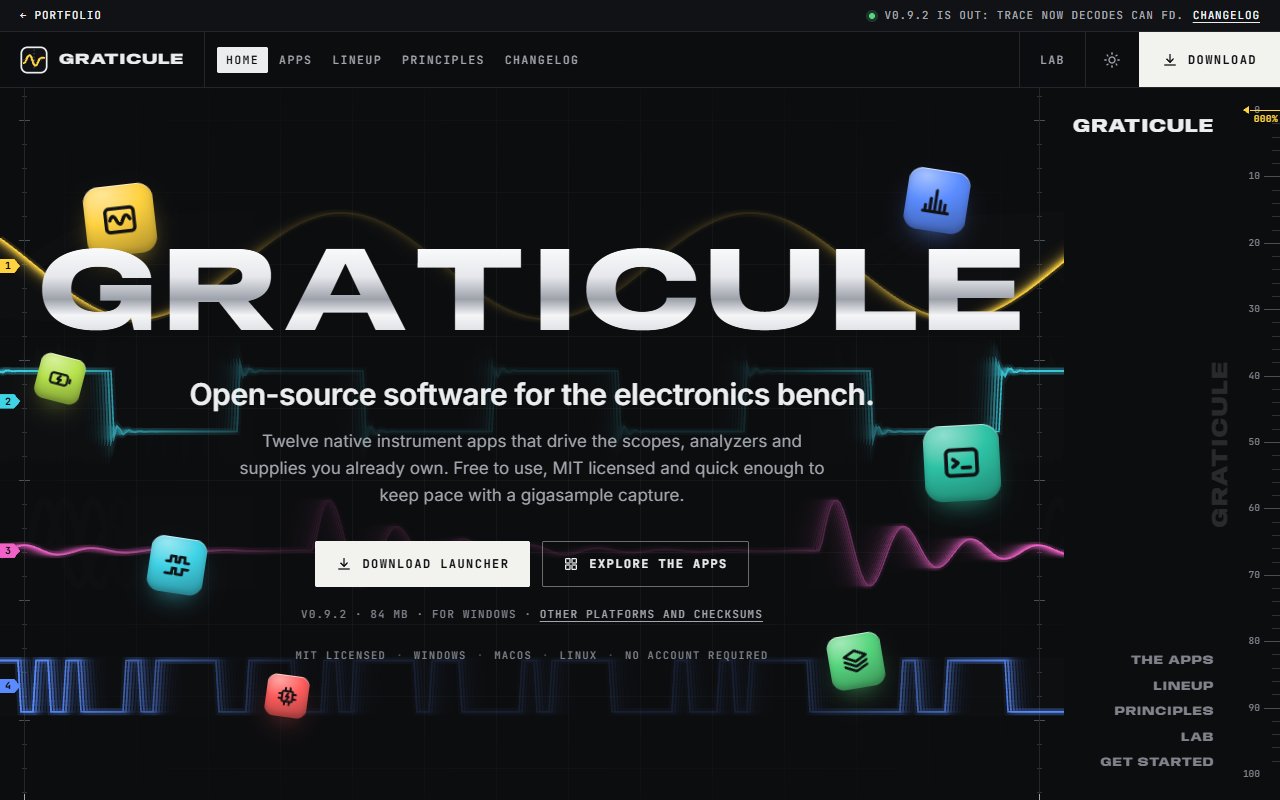 ← PORTFOLIO
V0.9.2 IS OUT: TRACE NOW DECODES CAN FD. CHANGELOG
GRATICULE
HOME APPS LINEUP PRINCIPLES CHANGELOG
LAB
DOWNLOAD
GRATICULE
0
000%
10
20
30
40
50
60
70
80
90
100
1
2
3
4
GRATICULE
Open-source software for the electronics bench.
Twelve native instrument apps that drive the scopes, analyzers and
supplies you already own. Free to use, MIT licensed and quick enough to
keep pace with a gigasample capture.
DOWNLOAD LAUNCHER
EXPLORE THE APPS
V0.9.2 · 84 MB · FOR WINDOWS · OTHER PLATFORMS AND CHECKSUMS
MIT LICENSED · WINDOWS · MACOS · LINUX · NO ACCOUNT REQUIRED
GRATICULE
THE APPS
LINEUP
PRINCIPLES
LAB
GET STARTED